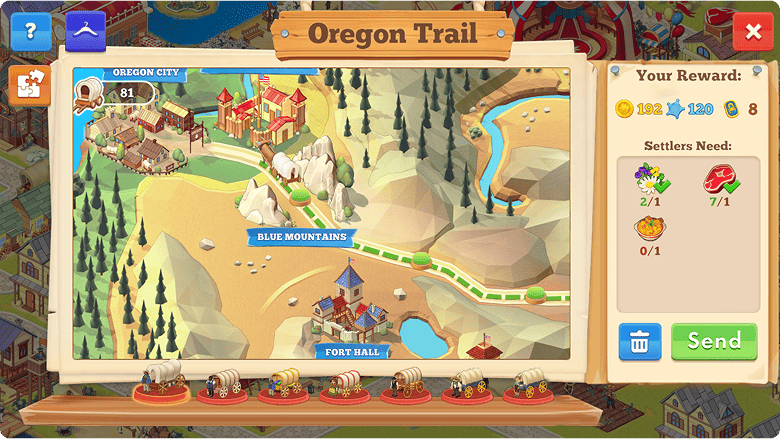 ?
Oregon Trail
OREGON CITY
81
BLUE MOUNTAINS
FORT HALL
Your Reward:
192 120 8
Settlers Need:
2/1 7/1
0/1
Send